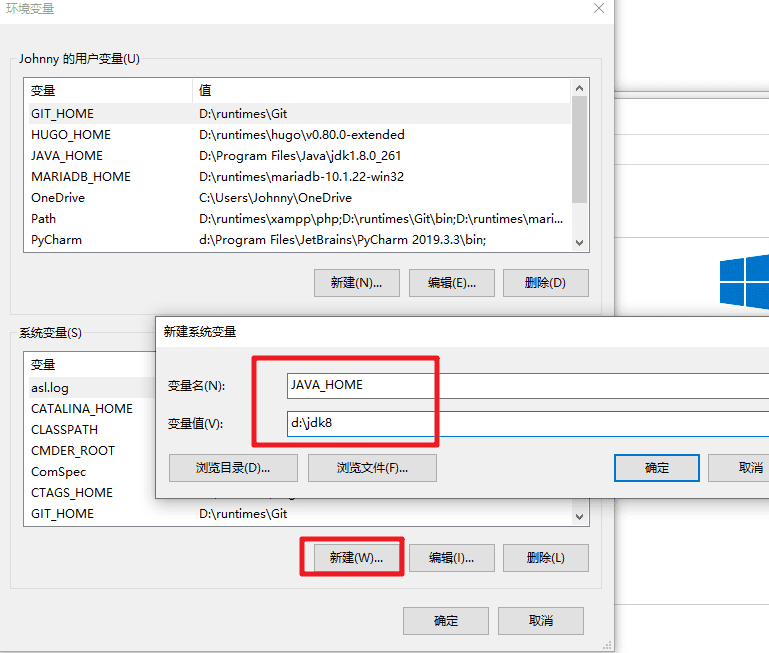 环境变量
Johnny 的用户变量(U)
变量 值
GIT_HOME D:\runtimes\Git
HUGO_HOME D:\runtimes\hugo\v0.80.0-extended
JAVA_HOME D:\Program Files\Java\jdk1.8.0_261
MARIADB_HOME D:\runtimes\mariadb-10.1.22-win32
OneDrive C:\Users\Johnny\OneDrive
Path D:\runtimes\xampp\php;D:\runtimes\Git\bin;D:\runtimes\mari...
PyCharm d:\Program Files\JetBrains\PyCharm 2019.3.3\bin;
新建(N)... 编辑(E)... 删除(D)
系统变量(S)
变量
asl.log
CATALINA_HOME
CLASSPATH
CMDER_ROOT
ComSpec
CTAGS_HOME
GIT_HOME D:\runtimes\Git
新建系统变量
变量名(N): JAVA_HOME
变量值(V): d:\jdk8
浏览目录(D)... 浏览文件(F)... 确定 取消
新建(W)... 编辑(I)... 删除(L)
确定 取消